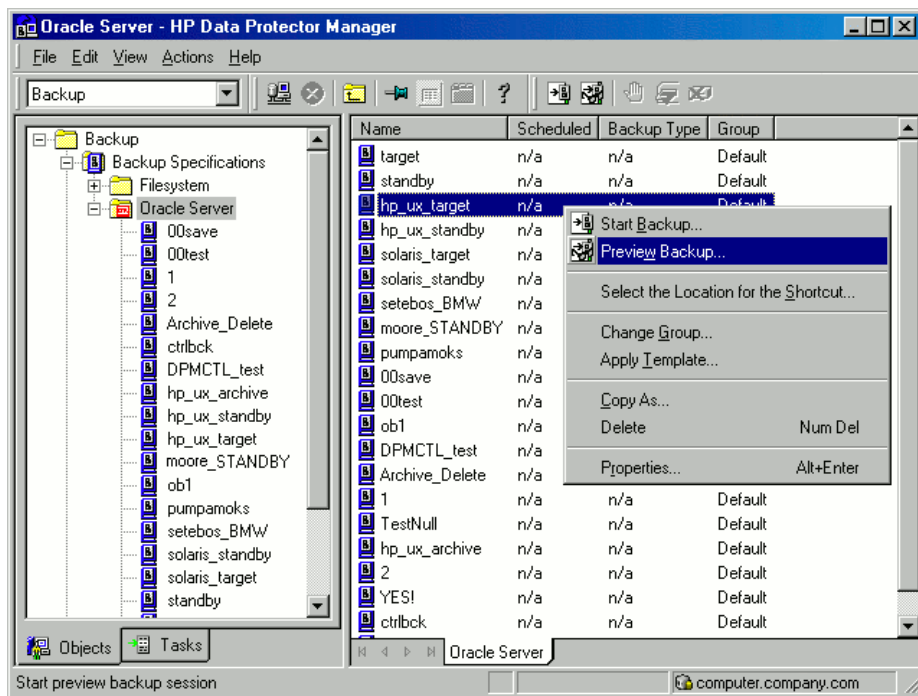 Oracle Server - HP Data Protector Manager
File Edit View Actions Help
Backup
Backup
Backup Specifications
Filesystem
Oracle Server
00save
00test
1
2
Archive_Delete
ctrlbck
DPMCTL_test
hp_ux_archive
hp_ux_standby
hp_ux_target
moore_STANDBY
ob1
pumpamoks
setebos_BMW
solaris_standby
solaris_target
standby
Objects Tasks
Name Scheduled Backup Type Group
target n/a n/a Default
standby n/a n/a Default
hp_ux_target n/a n/a Default
hp_ux_standby n/a
solaris_target n/a
solaris_standby n/a
setebos_BMW n/a
moore_STANDBY n/a
pumpamoks n/a
00save n/a
00test n/a
ob1 n/a
DPMCTL_test n/a
Archive_Delete n/a
1 n/a n/a Default
TestNull n/a n/a Default
hp_ux_archive n/a n/a Default
2 n/a n/a Default
YES! n/a n/a Default
ctrlbck n/a n/a Default
Start Backup...
Preview Backup...
Select the Location for the Shortcut...
Change Group...
Apply Template...
Copy As...
Delete Num Del
Properties... Alt+Enter
Oracle Server
Start preview backup session
computer.company.com